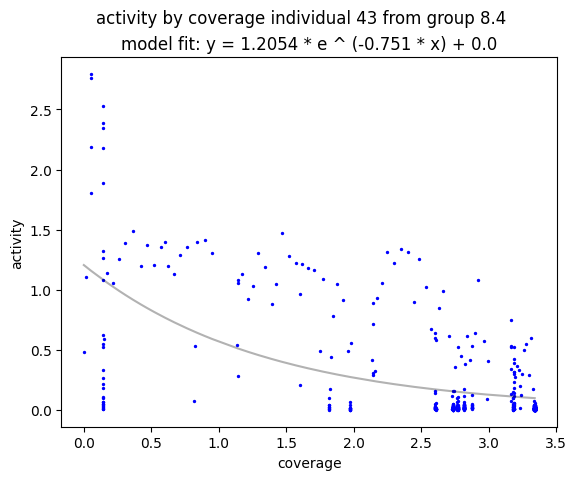 activity by coverage individual 43 from group 8.4
model fit: y = 1.2054 * e ^ (-0.751 * x) + 0.0
2.5
2.0
1.5
1.0
0.5
0.0
activity
0.0 0.5 1.0 1.5 2.0 2.5 3.0 3.5
coverage